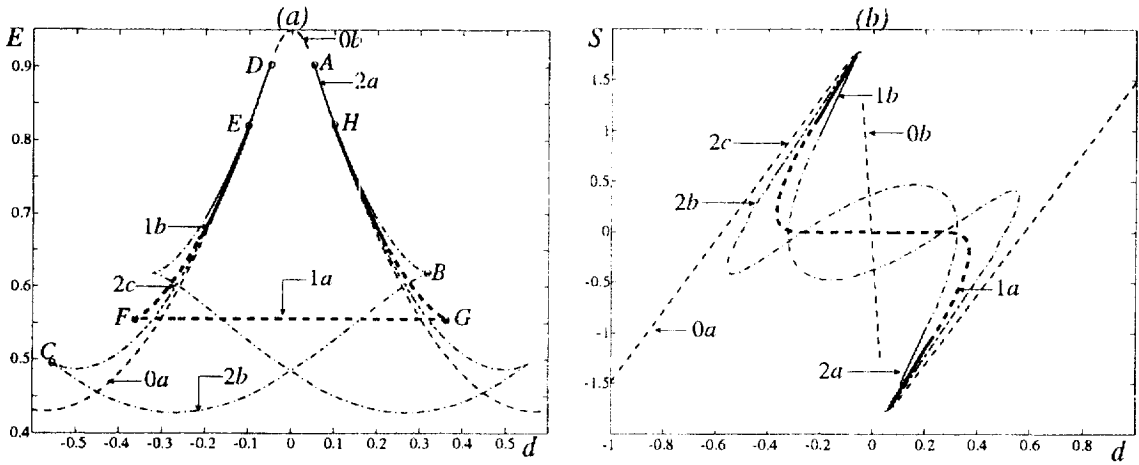 (a)
E
0b
0.9
D
A
2a
0.8
E
H
0.7
1b
0.6
2c
B
1a
F
G
0.5
C
0a
2b
0.4
-0.5 -0.4 -0.3 -0.2 -0.1 0 0.1 0.2 0.3 0.4 0.5
d
(b)
S
1.5
1b
1
0b
2c
0.5
2b
0
-0.5
1a
0a
-1
2a
-1.5
-1 -0.8 -0.6 -0.4 -0.2 0 0.2 0.4 0.6 0.8
d